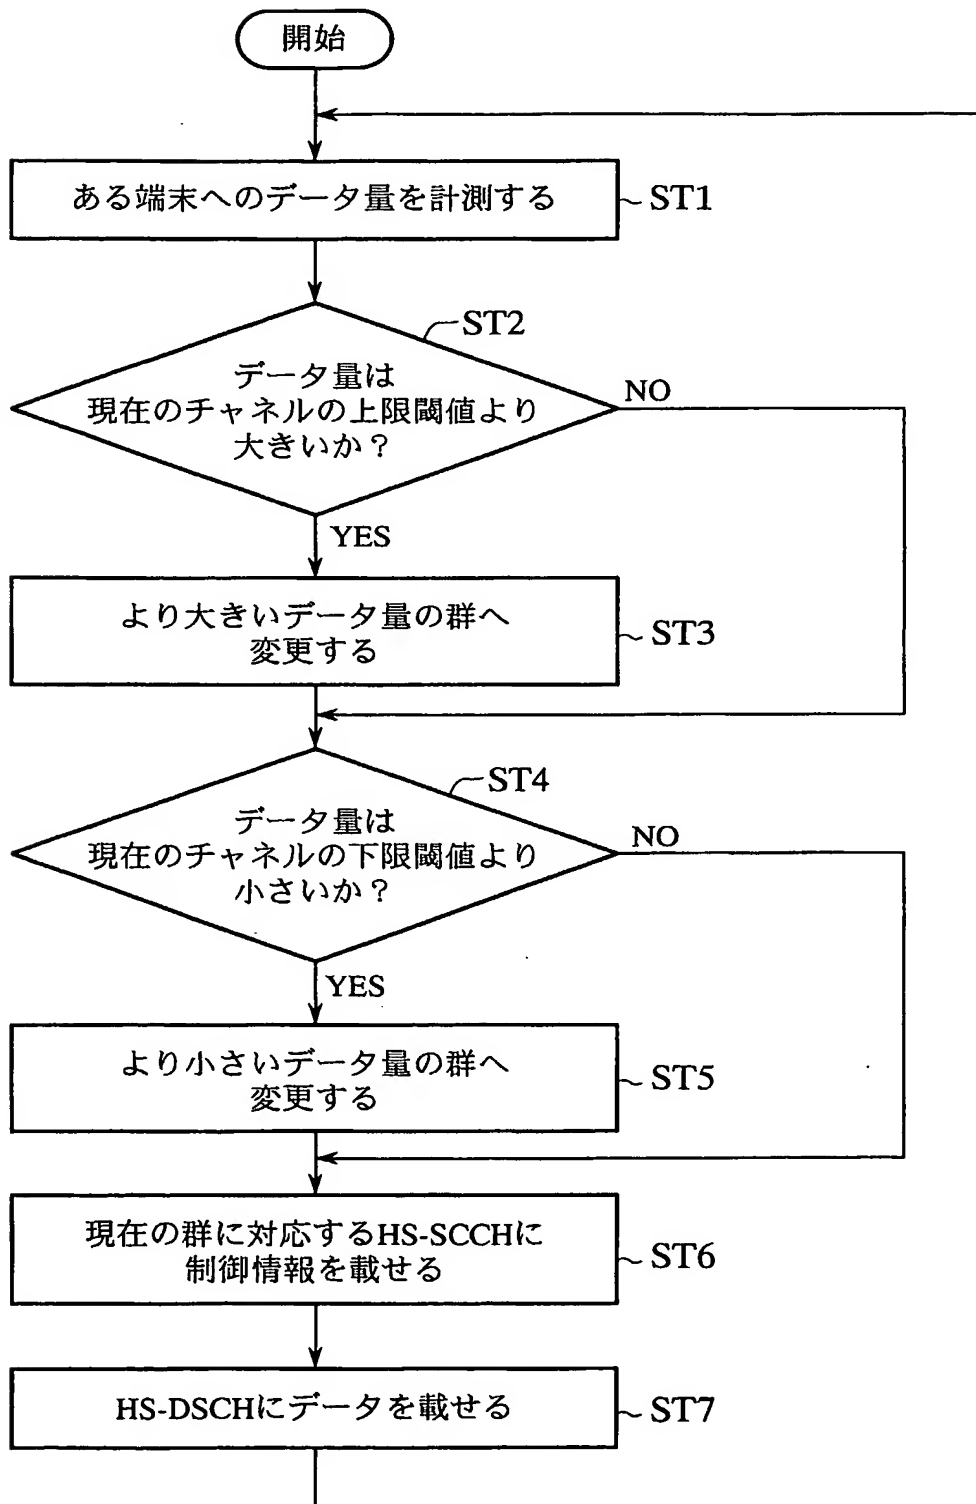 開始
ある端末へのデータ量を計測する
ST1
ST2
データ量は
現在のチャネルの上限閾値より
大きいか？
NO
YES
より大きいデータ量の群へ
変更する
ST3
ST4
データ量は
現在のチャネルの下限閾値より
小さいか？
NO
YES
より小さいデータ量の群へ
変更する
ST5
現在の群に対応するHS-SCCHに
制御情報を載せる
ST6
HS-DSCHにデータを載せる
ST7